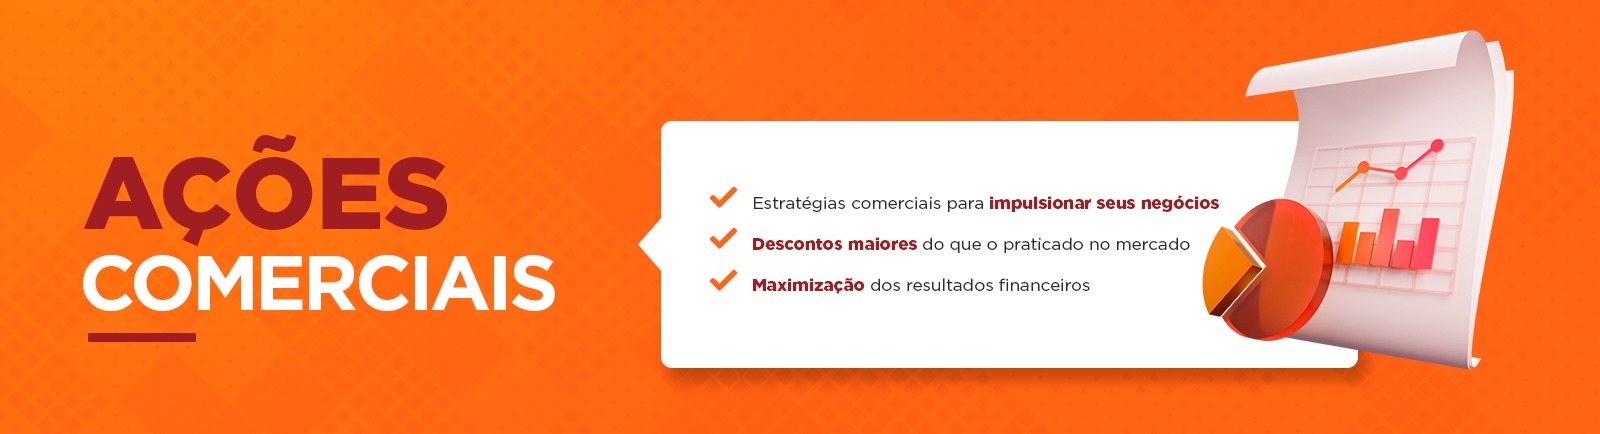 AÇÕES
COMERCIAIS
Estratégias comerciais para impulsionar seus negócios
Descontos maiores do que o praticado no mercado
Maximização dos resultados financeiros